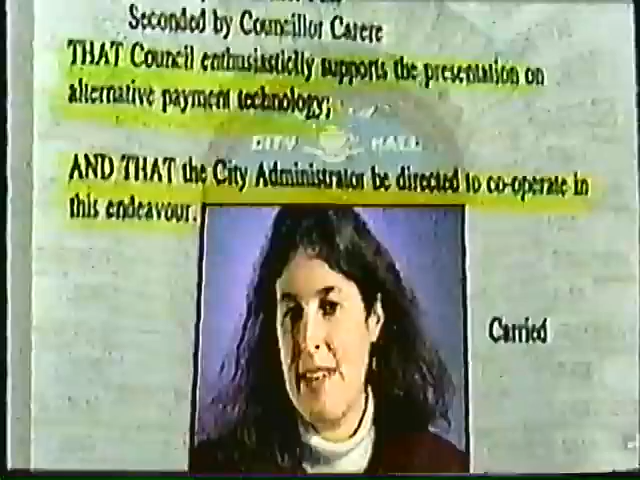 Seconded by Councillor Carere
THAT Council enthusiasticlly supports the presentation on
alternative payment technology;
CITY HALL
AND THAT the City Administrator be directed to co-operate in
this endeavour.
Carried